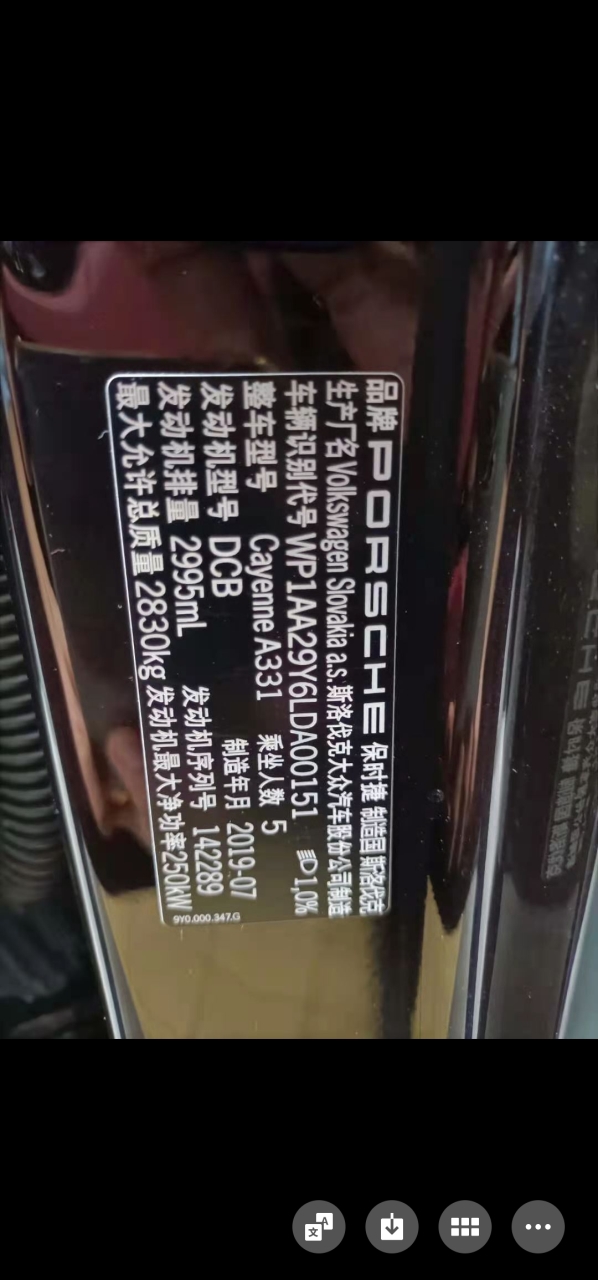 品牌 PORSCHE 保时捷 制造国 斯洛伐克
生产厂名 Volkswagen Slovakia a.s. 斯洛伐克大众汽车股份公司制造
车辆识别代号 WP1AA29Y6LDA00151 1,0%
整车型号 Cayenne A331 乘坐人数 5
发动机型号 DCB 制造年月 2019-07
发动机排量 2995mL 发动机序列号 142289
最大允许总质量 2830kg 发动机最大净功率 250kW
9Y0.000.347.G